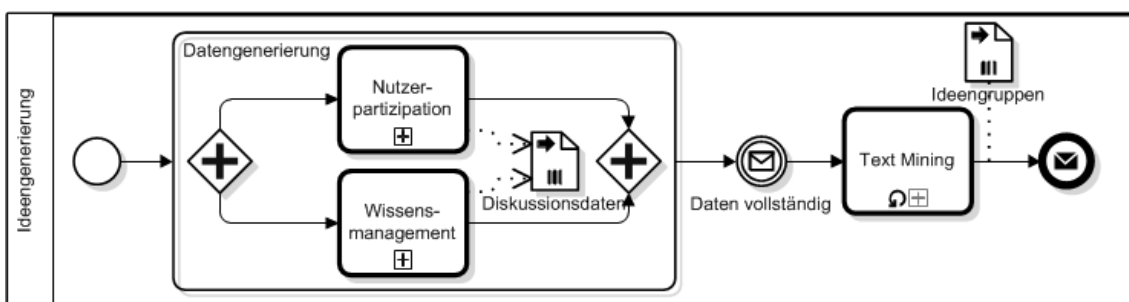 Ideengenerierung
Datengenerierung
Nutzer-
partizipation
Wissens-
management
Diskussionsdaten
Daten vollständig
Text Mining
Ideengruppen